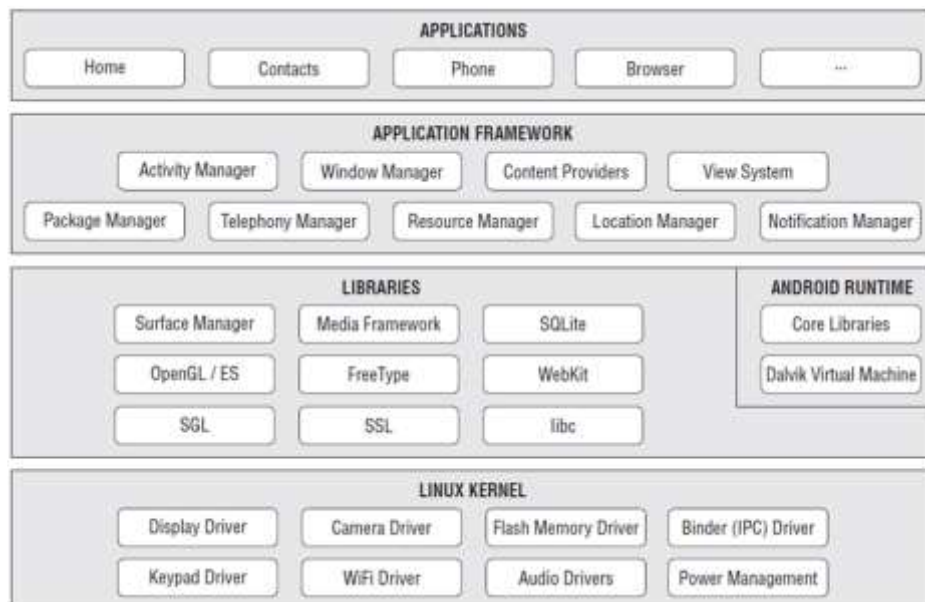 APPLICATIONS
Home Contacts Phone Browser ...
APPLICATION FRAMEWORK
Activity Manager Window Manager Content Providers View System
Package Manager Telephony Manager Resource Manager Location Manager Notification Manager
LIBRARIES
Surface Manager Media Framework SQLite
OpenGL / ES FreeType WebKit
SGL SSL libc
ANDROID RUNTIME
Core Libraries
Dalvik Virtual Machine
LINUX KERNEL
Display Driver Camera Driver Flash Memory Driver Binder (IPC) Driver
Keypad Driver WiFi Driver Audio Drivers Power Management